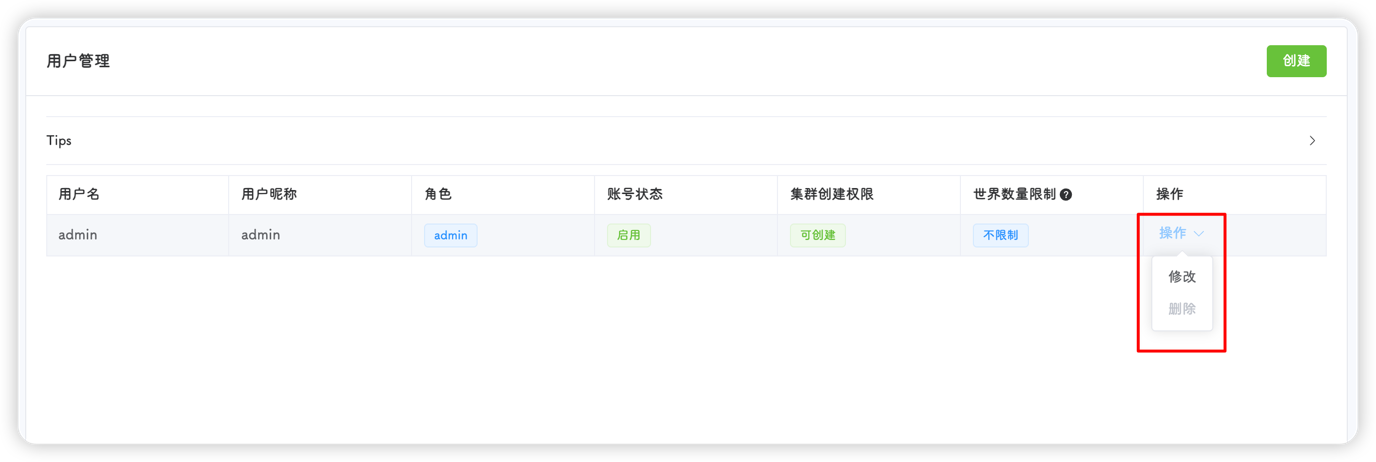 用户管理
创建
Tips
用户名 用户昵称 角色 账号状态 集群创建权限 世界数量限制 ? 操作
admin admin admin 启用 可创建 不限制 操作
修改
删除